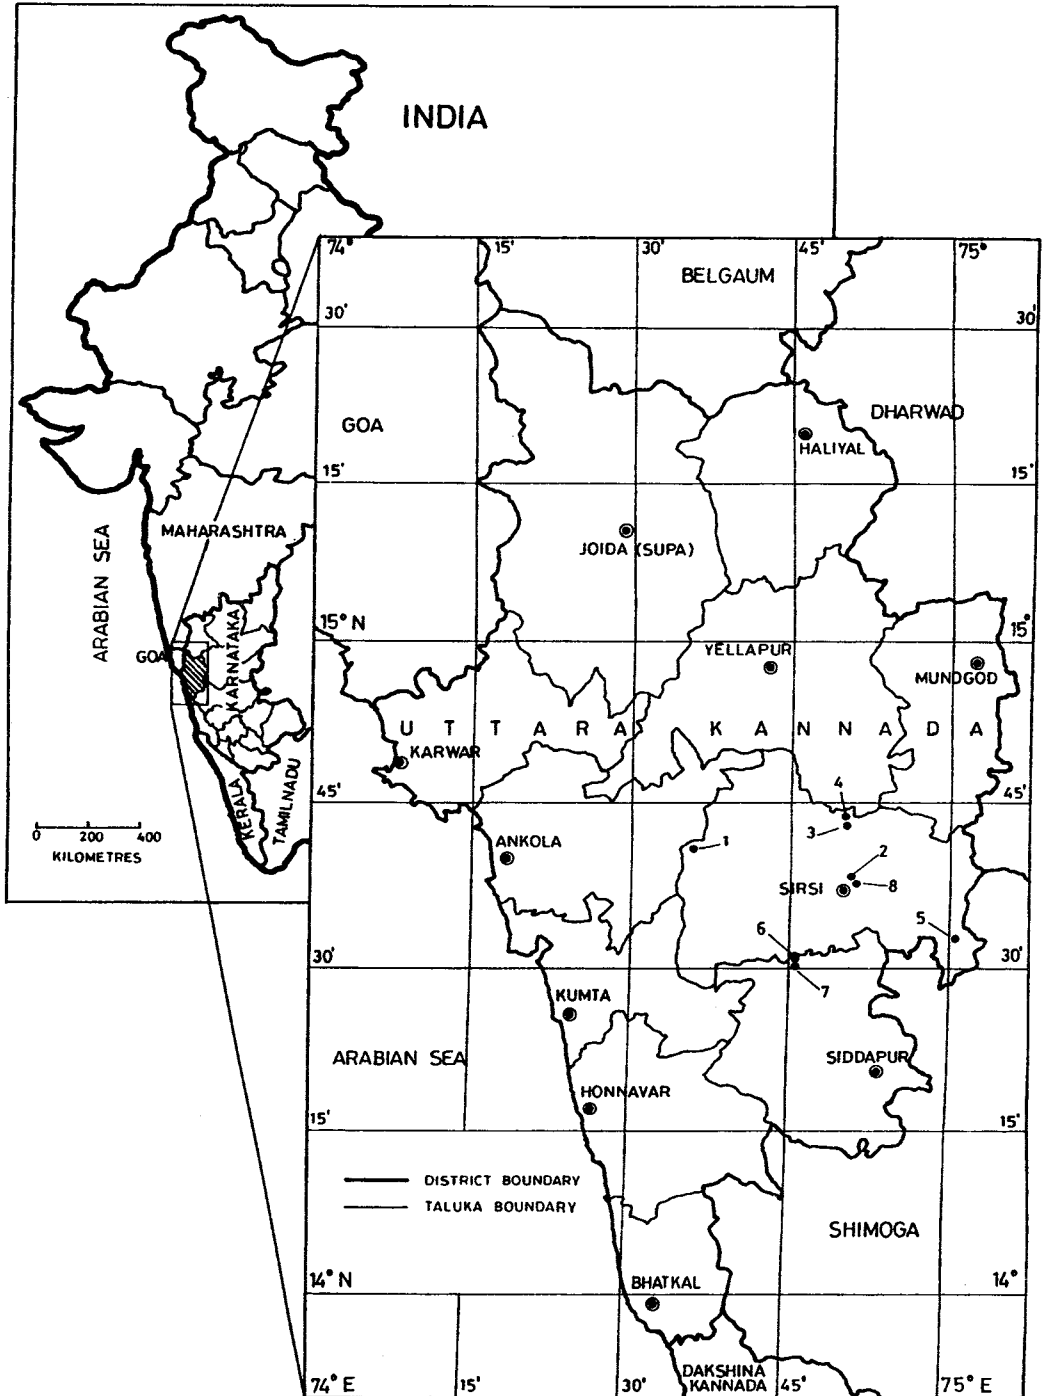 INDIA
74° 15' 30' 45' 75°
BELGAUM
30' 30'
GOA
DHARWAD
HALIYAL
15' 15'
MAHARASHTRA
JOIDA (SUPA)
ARABIAN SEA
KARNATAKA
GOA
15° N 15°
YELLAPUR
MUNDGOD
UTTARA KANNADA
KARWAR
KERALA
TAMILNADU
45' 45'
0 200 400
KILOMETRES
4
3
ANKOLA
1
2
SIRSI
8
5
6
30' 30'
7
KUMTA
ARABIAN SEA
SIDDAPUR
HONNAVAR
15' 15'
DISTRICT BOUNDARY
TALUKA BOUNDARY
SHIMOGA
14° N 14°
BHATKAL
DAKSHINA
KANNADA
74° E 15' 30' 45' 75° E